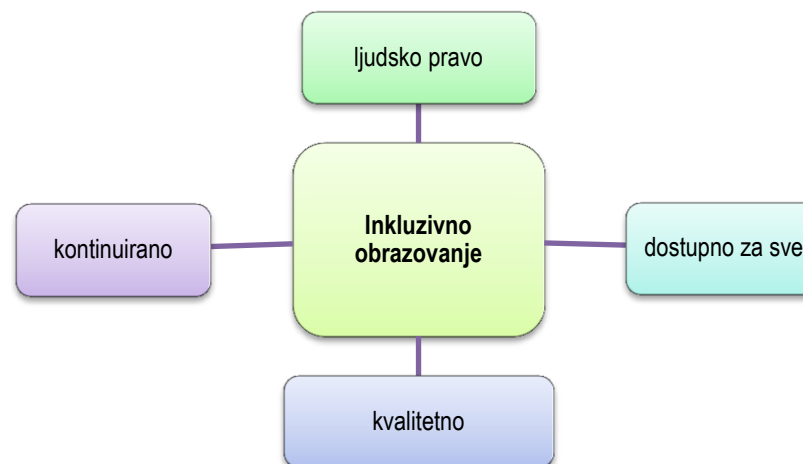 ljudsko pravo
kontinuirano
Inkluzivno
obrazovanje
dostupno za sve
kvalitetno